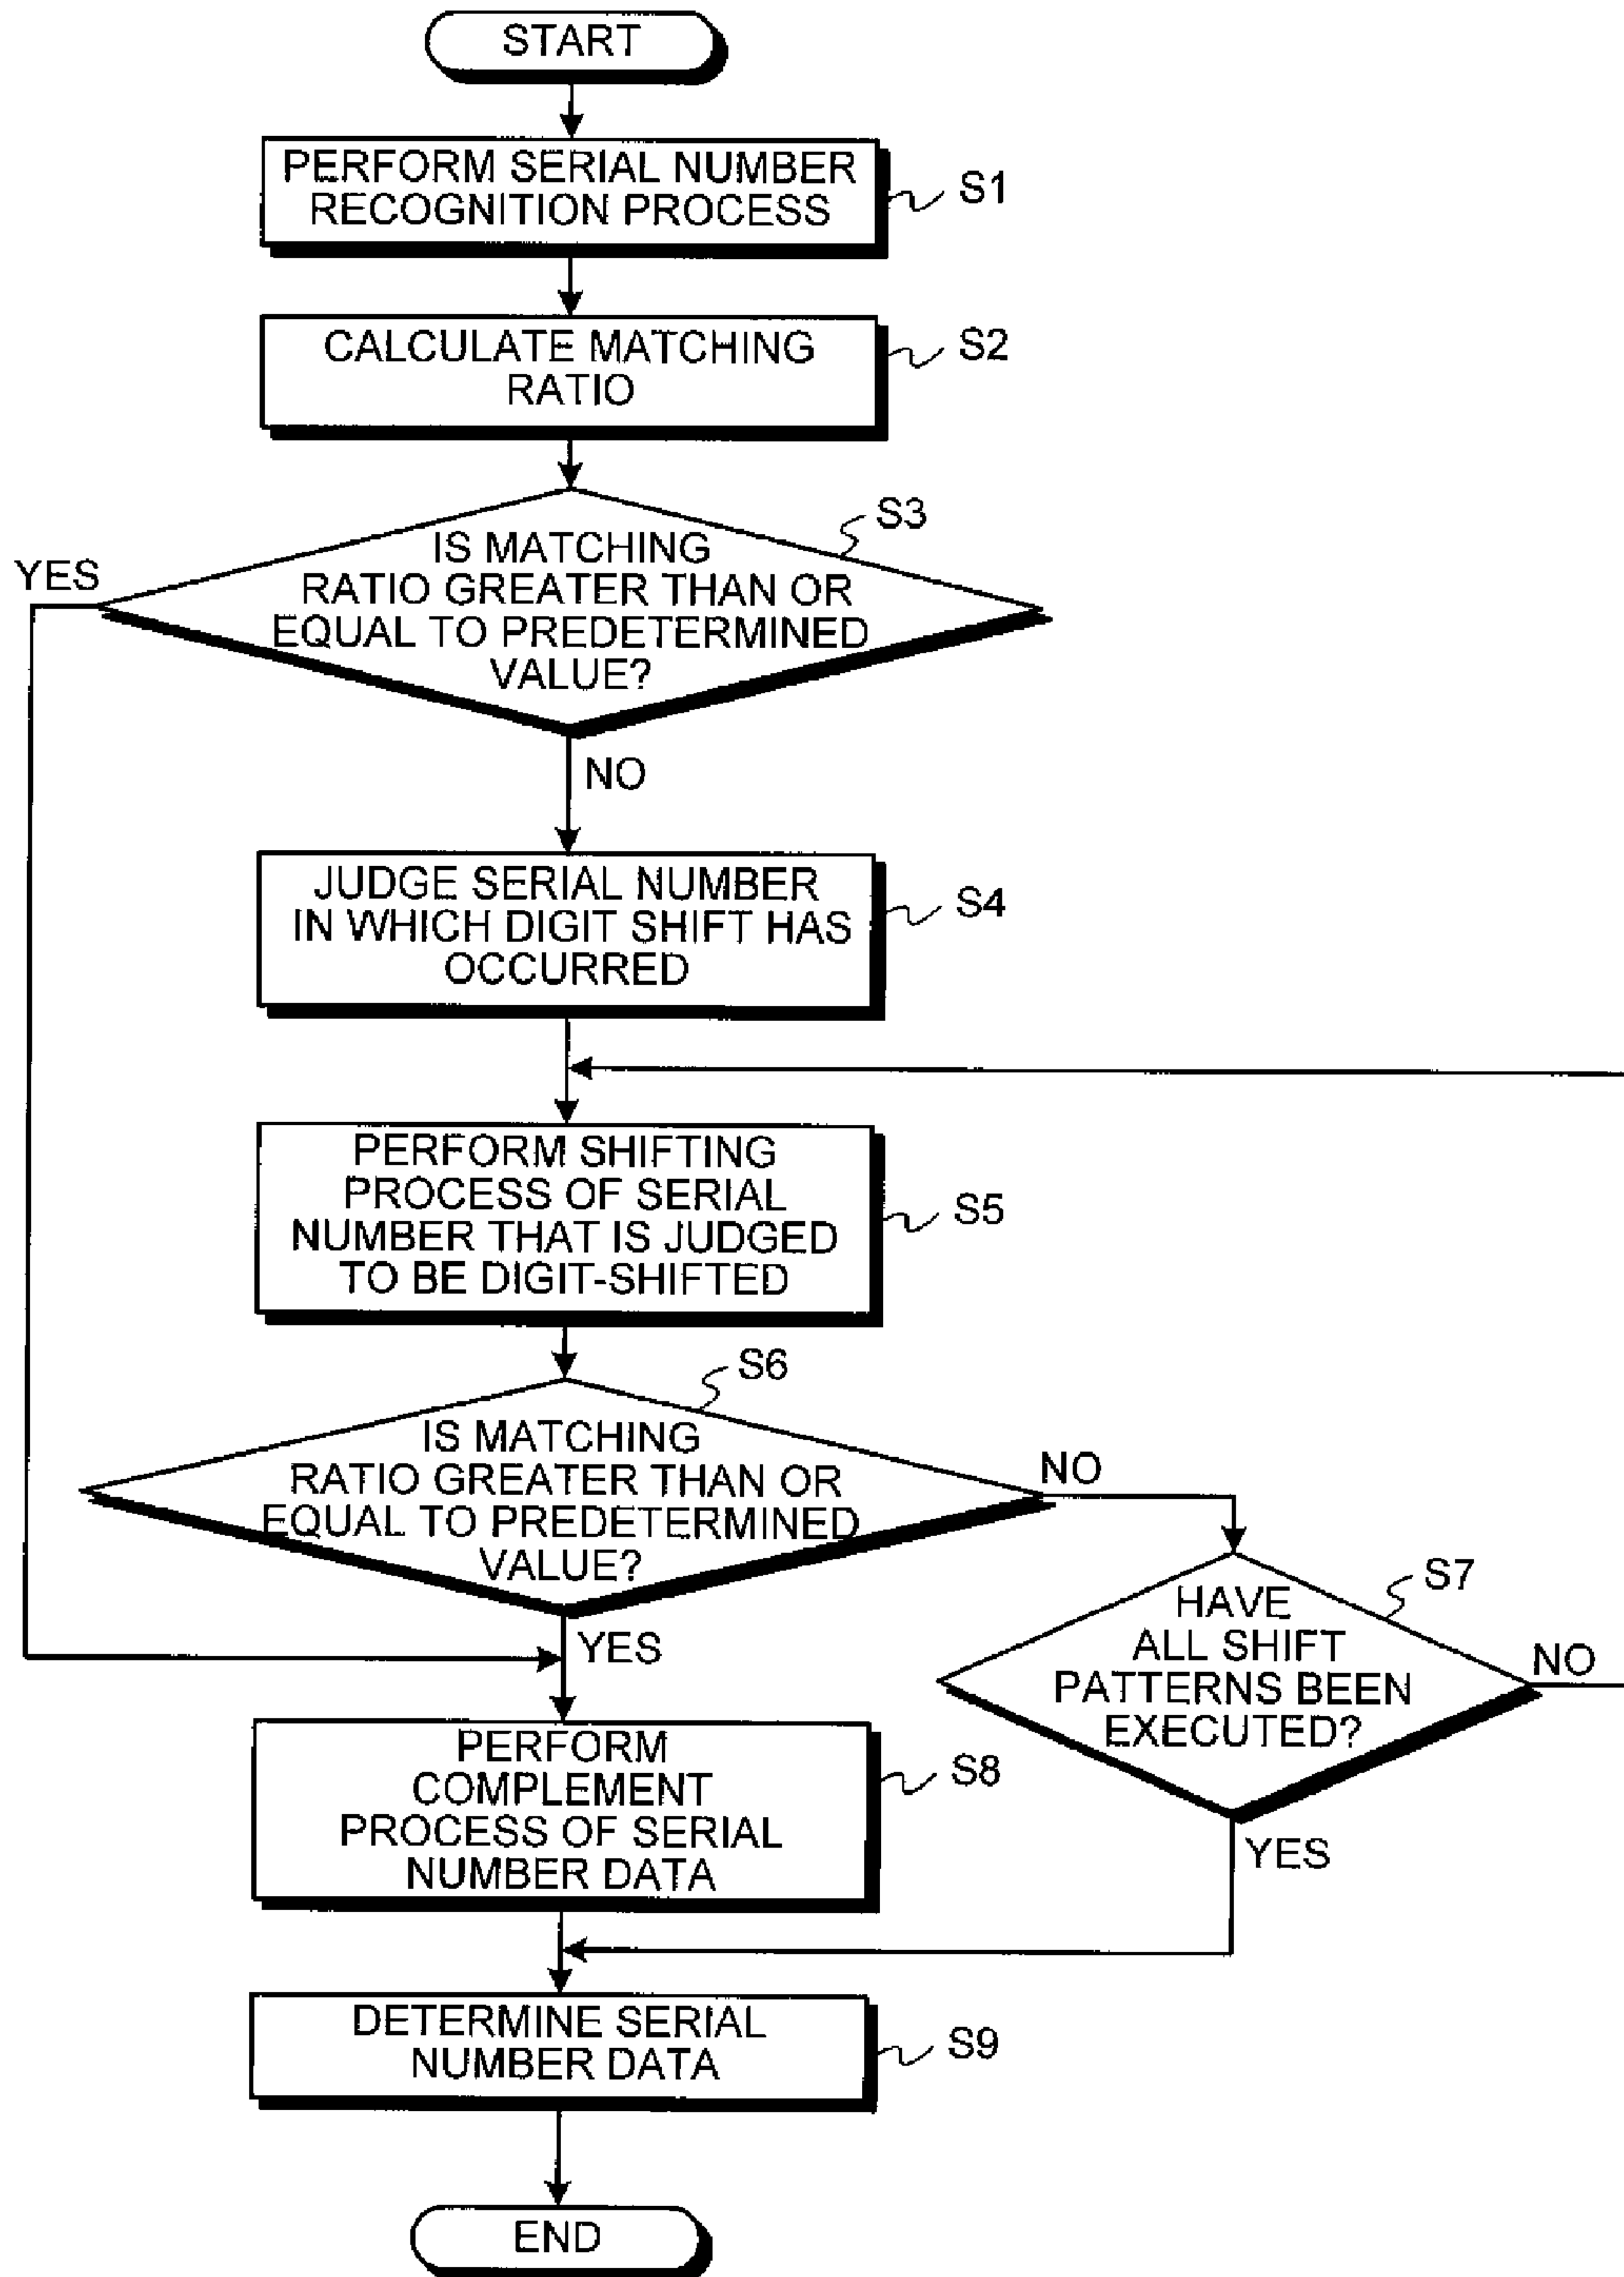 START
PERFORM SERIAL NUMBER
RECOGNITION PROCESS
S1
CALCULATE MATCHING
RATIO
S2
S3
IS MATCHING
RATIO GREATER THAN OR
EQUAL TO PREDETERMINED
VALUE?
YES
NO
JUDGE SERIAL NUMBER
IN WHICH DIGIT SHIFT HAS
OCCURRED
S4
PERFORM SHIFTING
PROCESS OF SERIAL
NUMBER THAT IS JUDGED
TO BE DIGIT-SHIFTED
S5
S6
IS MATCHING
RATIO GREATER THAN OR
EQUAL TO PREDETERMINED
VALUE?
NO
YES
S7
HAVE
ALL SHIFT
PATTERNS BEEN
EXECUTED?
NO
YES
PERFORM
COMPLEMENT
PROCESS OF SERIAL
NUMBER DATA
S8
DETERMINE SERIAL
NUMBER DATA
S9
END